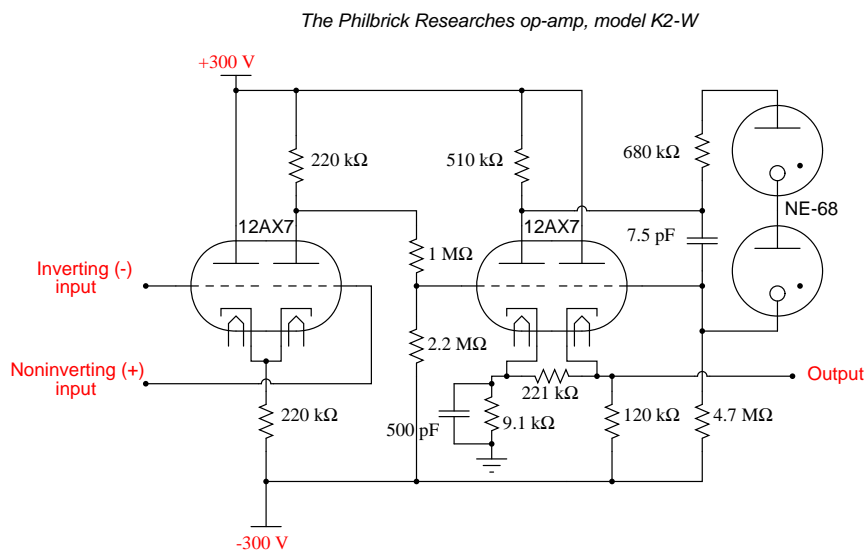 The Philbrick Researches op-amp, model K2-W
+300 V
220 kΩ
510 kΩ
680 kΩ
12AX7
12AX7
NE-68
7.5 pF
1 MΩ
Inverting (-)
input
2.2 MΩ
Noninverting (+)
input
Output
221 kΩ
220 kΩ
500 pF
9.1 kΩ
120 kΩ
4.7 MΩ
-300 V